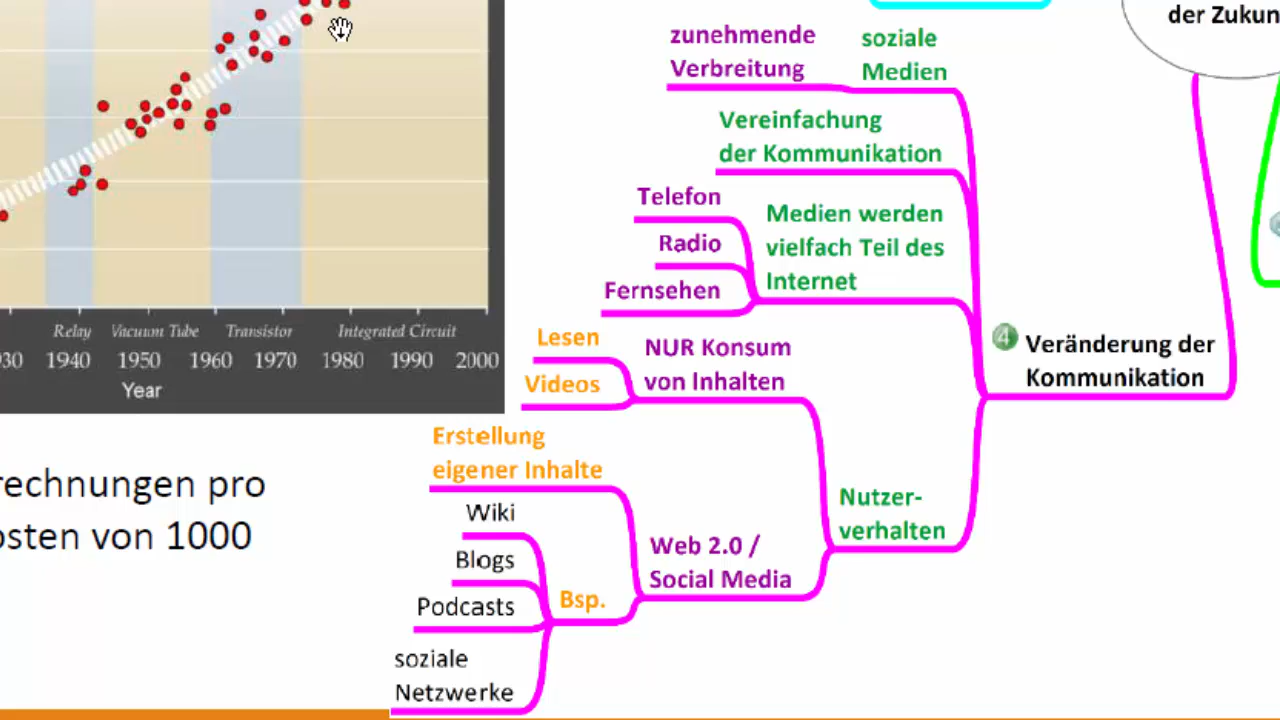 der Zukun
zunehmende
Verbreitung
soziale
Medien
Vereinfachung
der Kommunikation
Telefon
Radio
Fernsehen
Medien werden
vielfach Teil des
Internet
Lesen
Videos
NUR Konsum
von Inhalten
4 Veränderung der
Kommunikation
Erstellung
eigener Inhalte
Wiki
Blogs
Podcasts
soziale
Netzwerke
Bsp.
Web 2.0 /
Social Media
Nutzer-
verhalten
Relay Vacuum Tube Transistor Integrated Circuit
30 1940 1950 1960 1970 1980 1990 2000
Year
rechnungen pro
osten von 1000